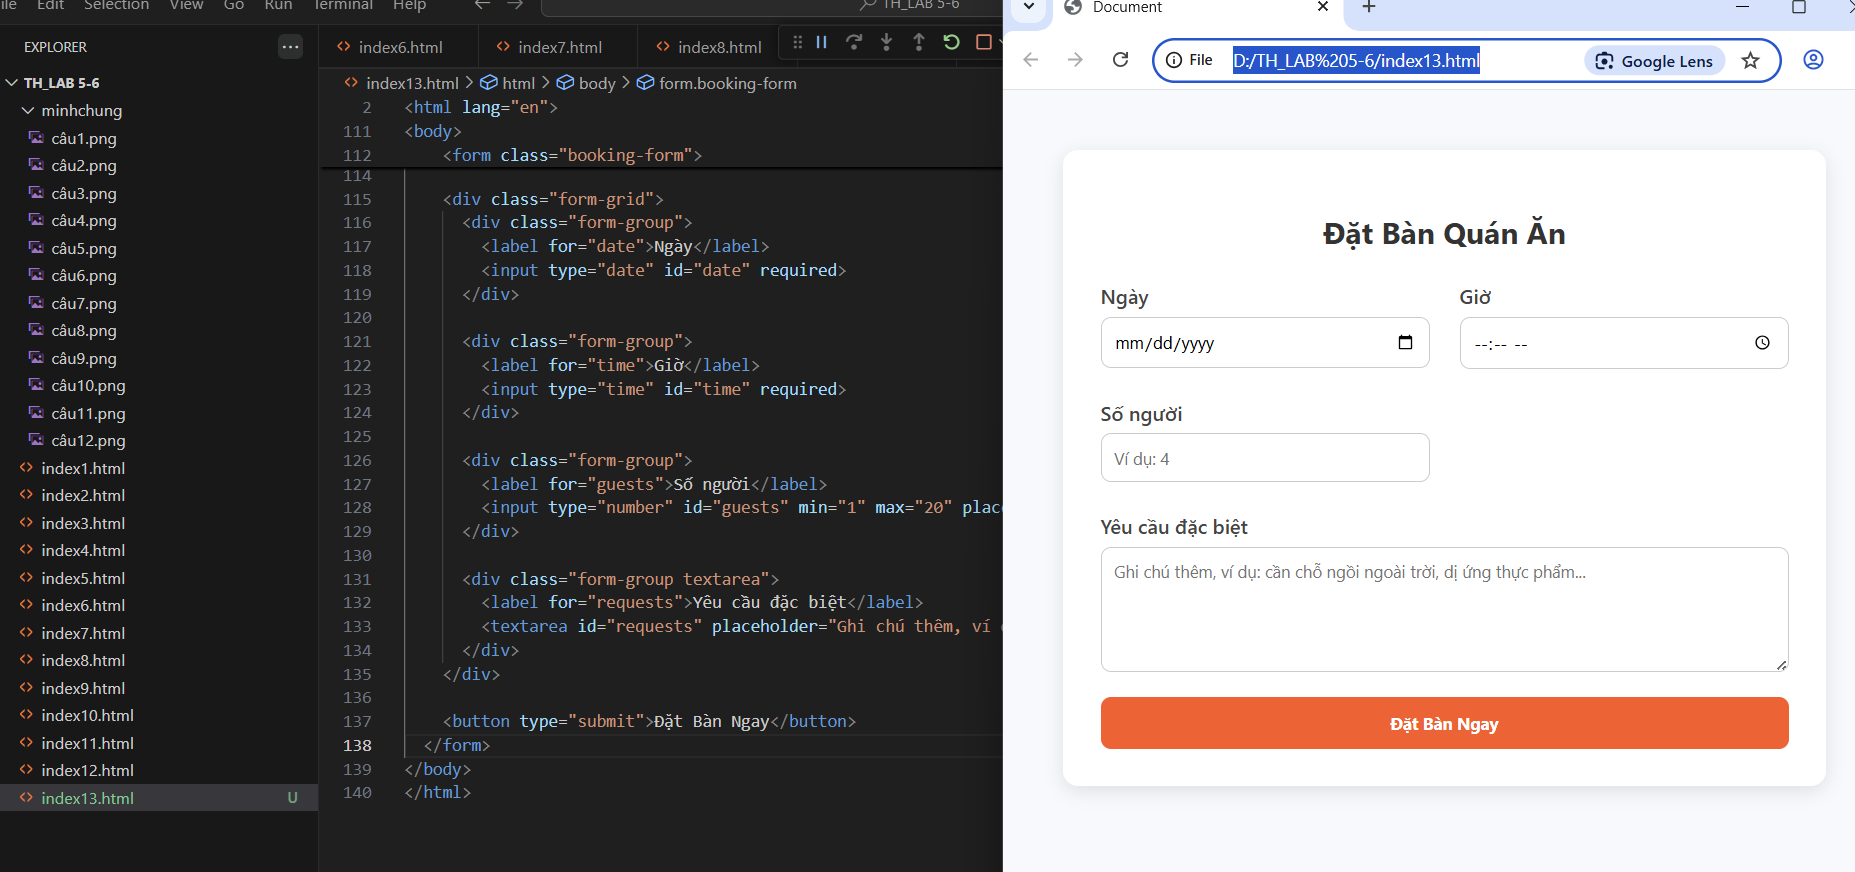 File Edit Selection View Go Run Terminal Help
TH_LAB 5-6
EXPLORER
TH_LAB 5-6
minhchung
câu1.png
câu2.png
câu3.png
câu4.png
câu5.png
câu6.png
câu7.png
câu8.png
câu9.png
câu10.png
câu11.png
câu12.png
index1.html
index2.html
index3.html
index4.html
index5.html
index6.html
index7.html
index8.html
index9.html
index10.html
index11.html
index12.html
index13.html U
index6.html index7.html index8.html
index13.html > html > body > form.booking-form
2 <html lang="en">
111 <body>
112 <form class="booking-form">
114
115 <div class="form-grid">
116 <div class="form-group">
117 <label for="date">Ngày</label>
118 <input type="date" id="date" required>
119 </div>
120
121 <div class="form-group">
122 <label for="time">Giờ</label>
123 <input type="time" id="time" required>
124 </div>
125
126 <div class="form-group">
127 <label for="guests">Số người</label>
128 <input type="number" id="guests" min="1" max="20" plac
129 </div>
130
131 <div class="form-group textarea">
132 <label for="requests">Yêu cầu đặc biệt</label>
133 <textarea id="requests" placeholder="Ghi chú thêm, ví
134 </div>
135 </div>
136
137 <button type="submit">Đặt Bàn Ngay</button>
138 </form>
139 </body>
140 </html>
Document
File D:/TH_LAB%205-6/index13.html Google Lens
Đặt Bàn Quán Ăn
Ngày Giờ
mm/dd/yyyy --:-- --
Số người
Ví dụ: 4
Yêu cầu đặc biệt
Ghi chú thêm, ví dụ: cần chỗ ngồi ngoài trời, dị ứng thực phẩm...
Đặt Bàn Ngay